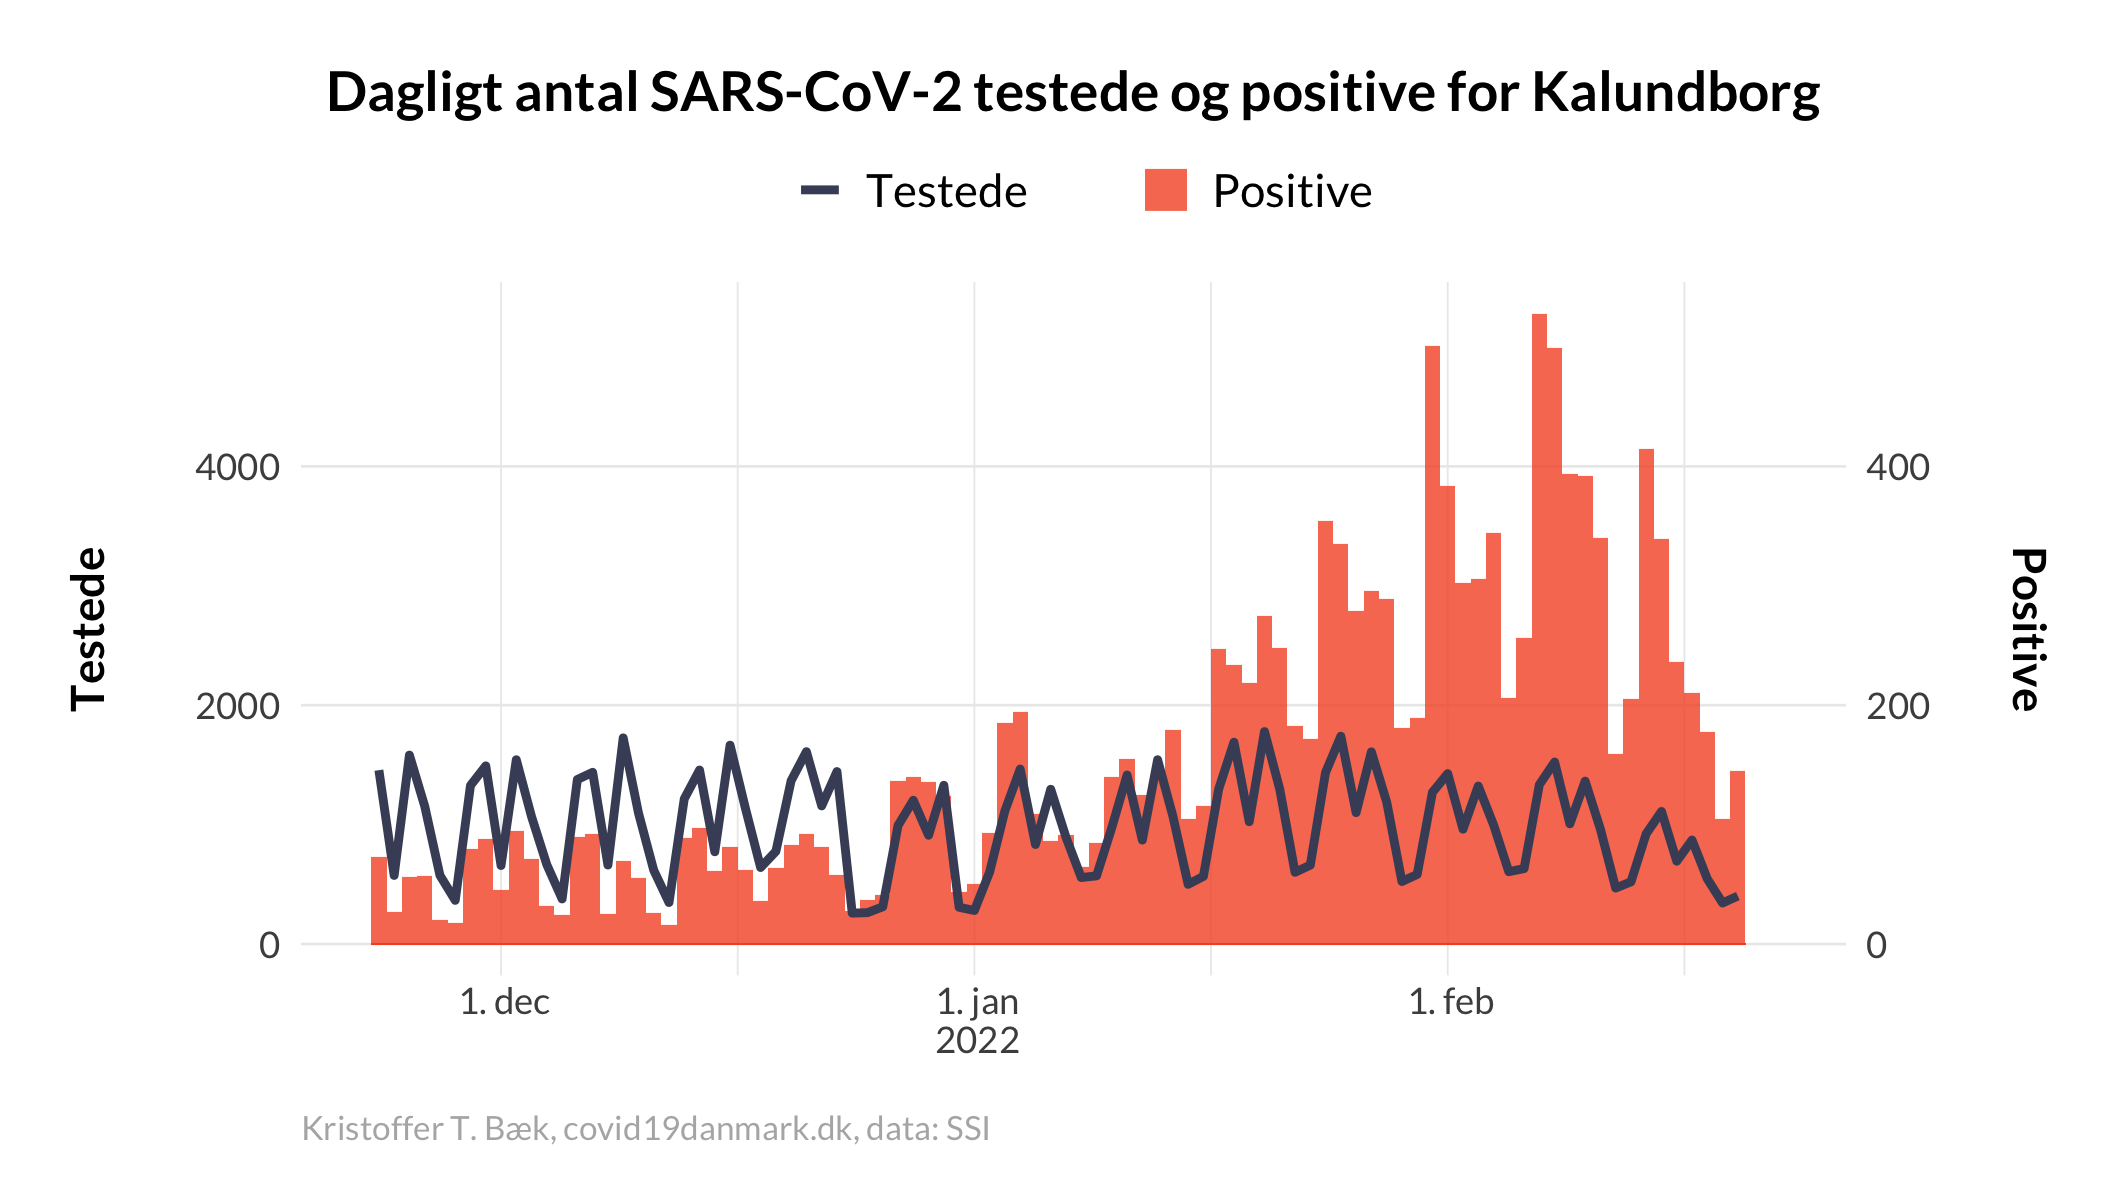 Dagligt antal SARS-CoV-2 testede og positive for Kalundborg
Testede
Positive
4000
2000
0
Testede
400
200
0
Positive
1. dec
1. jan
2022
1. feb
Kristoffer T. Bæk, covid19danmark.dk, data: SSI